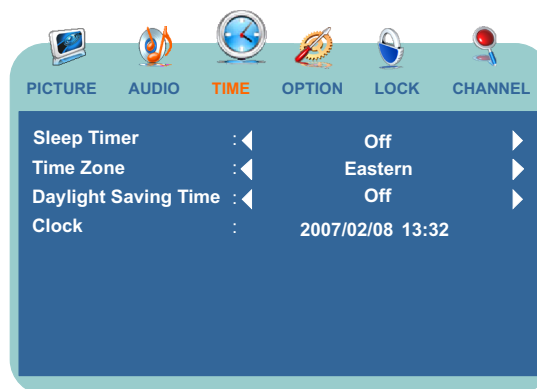 PICTURE AUDIO TIME OPTION LOCK CHANNEL
Sleep Timer : Off
Time Zone : Eastern
Daylight Saving Time : Off
Clock : 2007/02/08 13:32